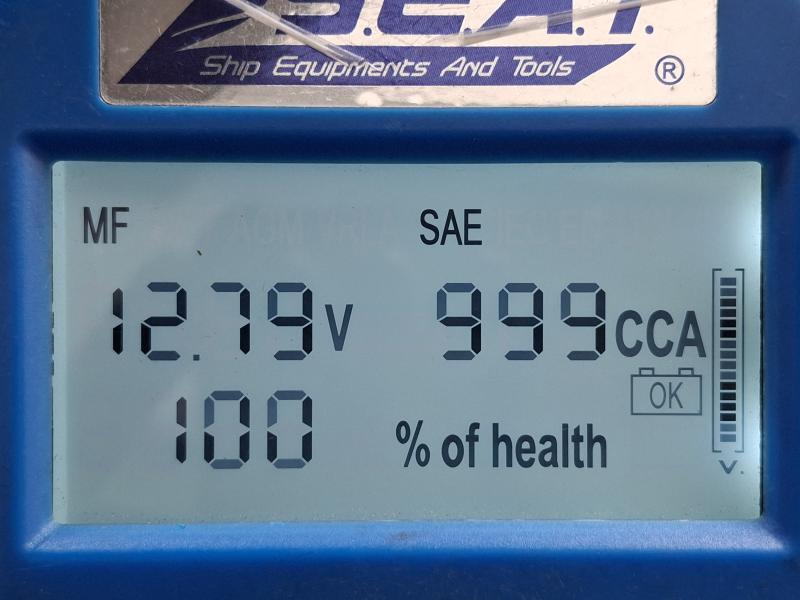 S.E.A.T.
Ship Equipments And Tools ®
MF SAE
12.79 V 999 CCA
OK
100 % of health
V.